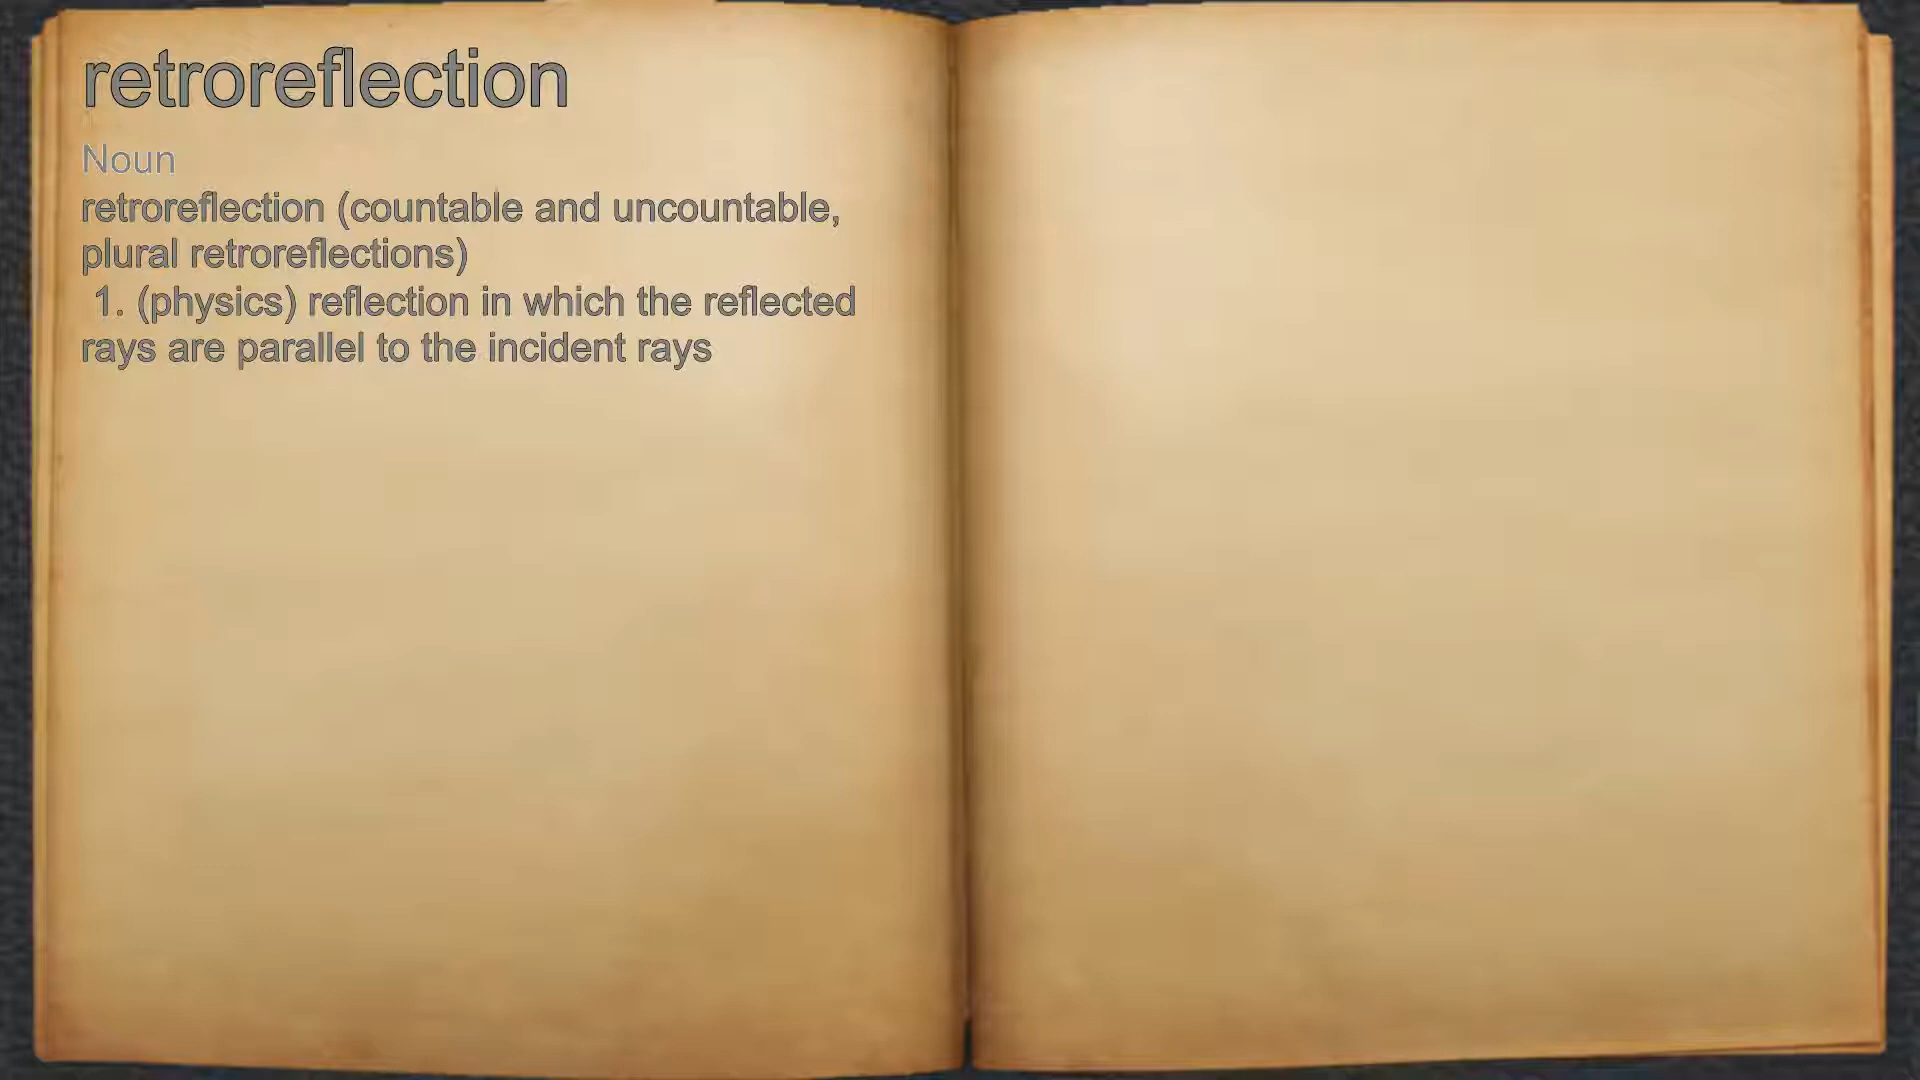 retroreflection
Noun
retroreflection (countable and uncountable,
plural retroreflections)
1. (physics) reflection in which the reflected
rays are parallel to the incident rays